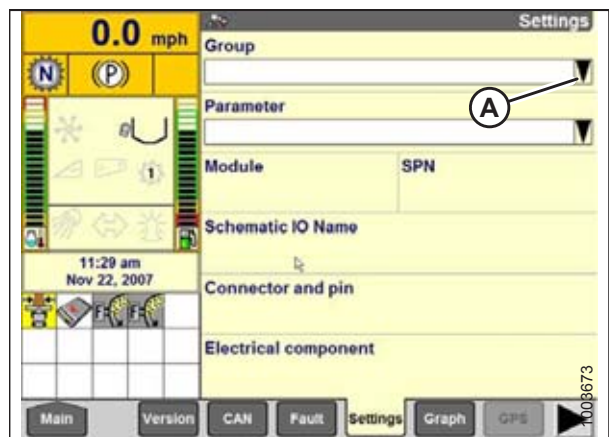 0.0 mph
N
(P)
1
11:29 am
Nov 22, 2007
F
F
Settings
Group
A
Parameter
Module
SPN
Schematic IO Name
Connector and pin
Electrical component
1003673
Main
Version
CAN
Fault
Settings
Graph
GPS